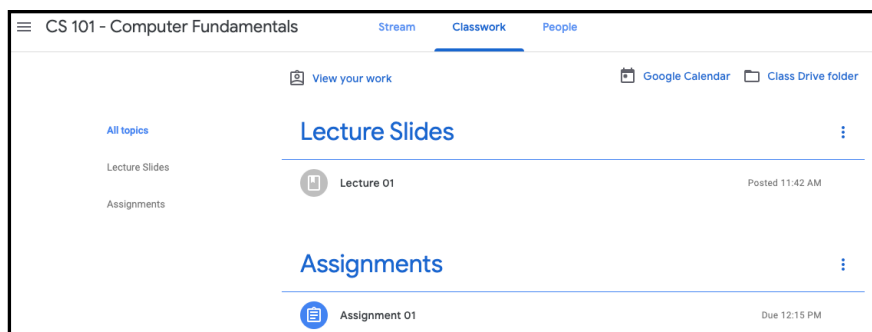 CS 101 - Computer Fundamentals Stream Classwork People
View your work Google Calendar Class Drive folder
All topics
Lecture Slides
Assignments
Lecture Slides
Lecture 01 Posted 11:42 AM
Assignments
Assignment 01 Due 12:15 PM